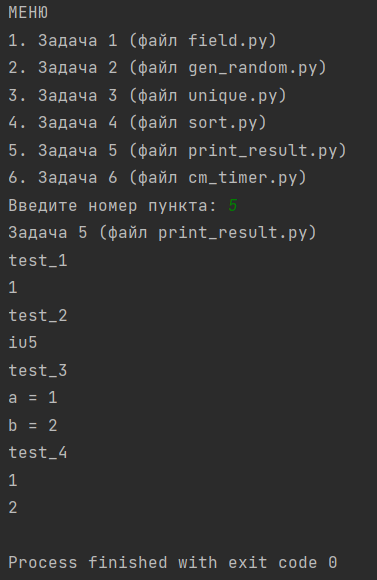 МЕНЮ
1. Задача 1 (файл field.py)
2. Задача 2 (файл gen_random.py)
3. Задача 3 (файл unique.py)
4. Задача 4 (файл sort.py)
5. Задача 5 (файл print_result.py)
6. Задача 6 (файл cm_timer.py)
Введите номер пункта: 5
Задача 5 (файл print_result.py)
test_1
1
test_2
iu5
test_3
a = 1
b = 2
test_4
1
2
Process finished with exit code 0